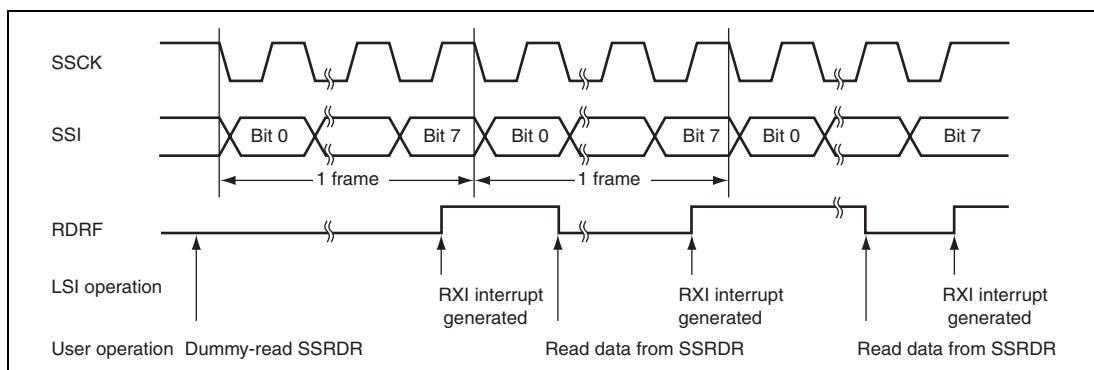 SSCK
SSI
Bit 0
Bit 7
Bit 0
Bit 7
Bit 0
Bit 7
1 frame
1 frame
RDRF
LSI operation
RXI interrupt
generated
RXI interrupt
generated
RXI interrupt
generated
User operation
Dummy-read SSRDR
Read data from SSRDR
Read data from SSRDR